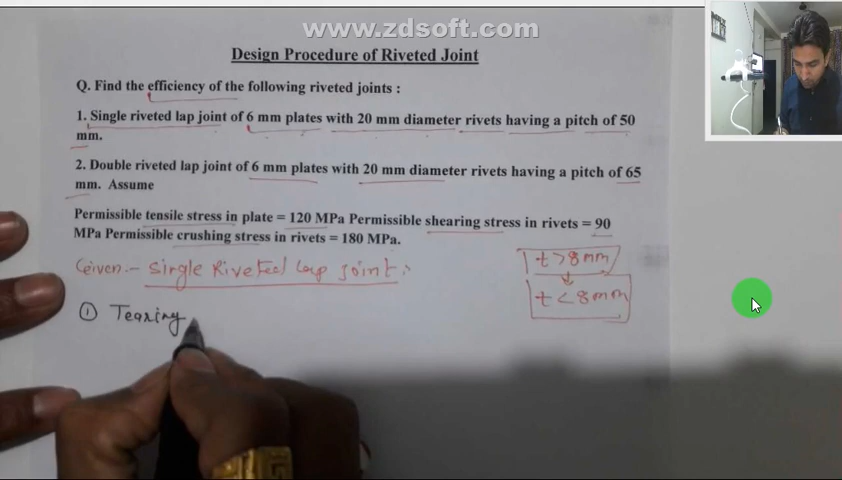 www.zdsoft.com
Design Procedure of Riveted Joint
Q. Find the efficiency of the following riveted joints :
1. Single riveted lap joint of 6 mm plates with 20 mm diameter rivets having a pitch of 50
mm.
2. Double riveted lap joint of 6 mm plates with 20 mm diameter rivets having a pitch of 65
mm. Assume
Permissible tensile stress in plate = 120 MPa Permissible shearing stress in rivets = 90
MPa Permissible crushing stress in rivets = 180 MPa.
Given:- Single Riveted Lap Joint:
t > 8mm
t < 8mm
① Tearing